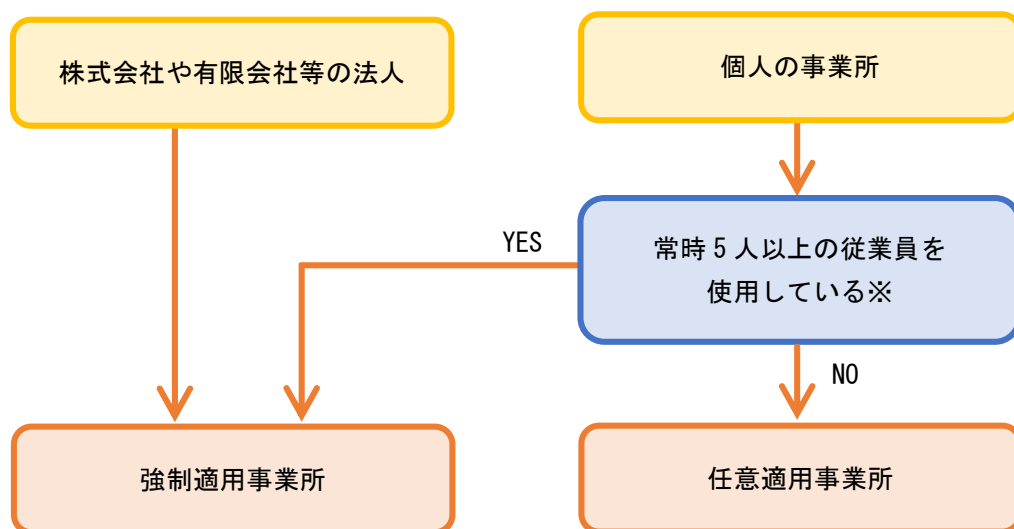 株式会社や有限会社等の法人
個人の事業所
常時5人以上の従業員を
使用している※
YES
NO
強制適用事業所
任意適用事業所